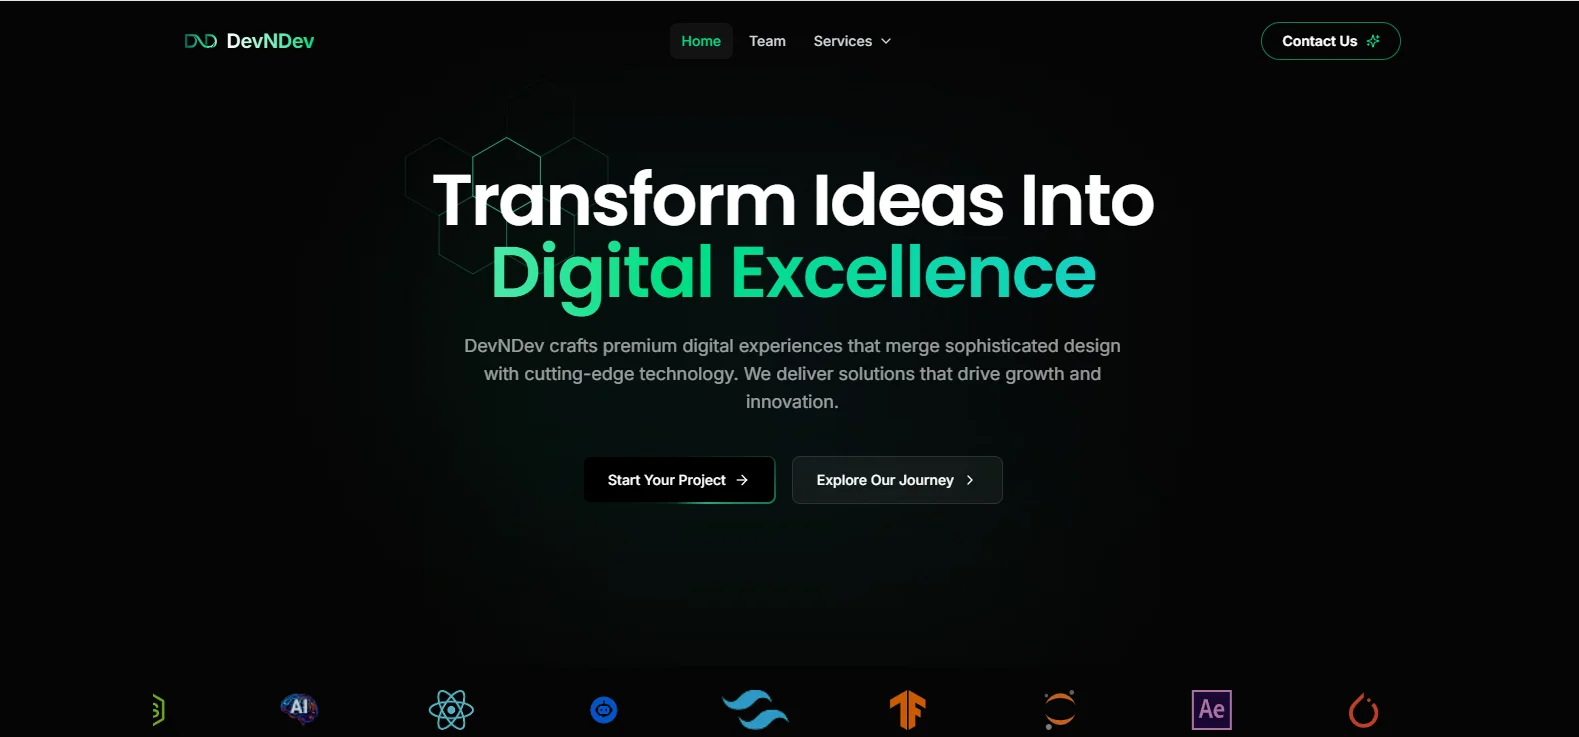 DND DevNDev
Home Team Services
Contact Us
Transform Ideas Into
Digital Excellence
DevNDev crafts premium digital experiences that merge sophisticated design
with cutting-edge technology. We deliver solutions that drive growth and
innovation.
Start Your Project
Explore Our Journey
S AI Ae